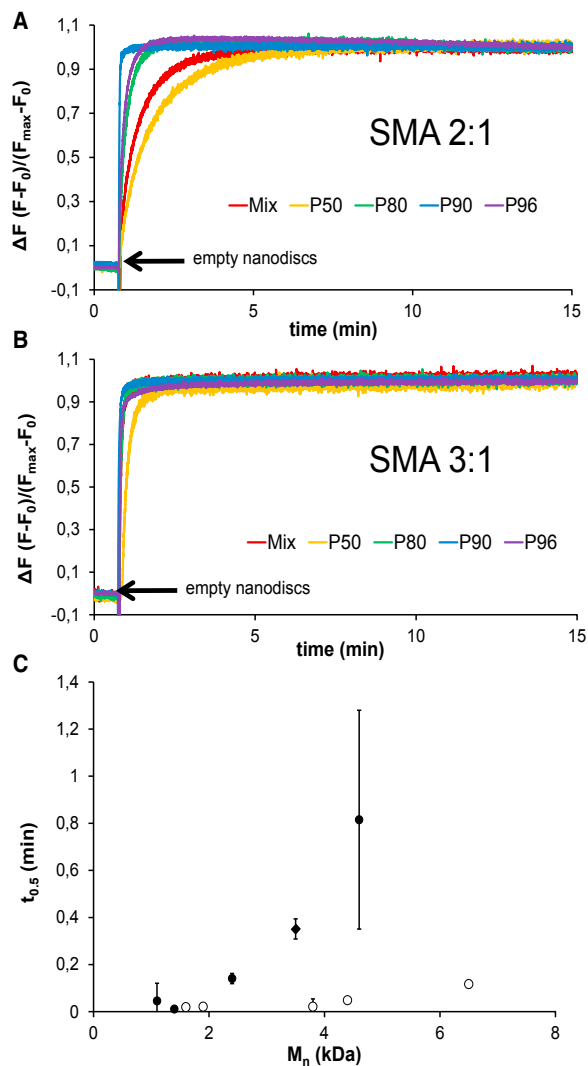 A
ΔF (F-F0)/(Fmax-F0)
1,1
0,9
0,7
0,5
0,3
0,1
-0,1
SMA 2:1
Mix P50 P80 P90 P96
empty nanodiscs
0 5 10 15
time (min)
B
ΔF (F-F0)/(Fmax-F0)
1,1
0,9
0,7
0,5
0,3
0,1
-0,1
SMA 3:1
Mix P50 P80 P90 P96
empty nanodiscs
0 5 10 15
time (min)
C
t0.5 (min)
1,4
1,2
1
0,8
0,6
0,4
0,2
0
0 2 4 6 8
Mn (kDa)